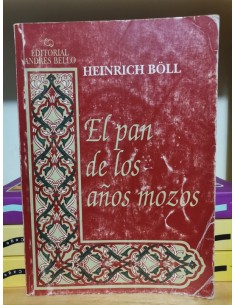 EDITORIAL
ANDRES BELLO
HEINRICH BÖLL
El pan
de los
años mozos